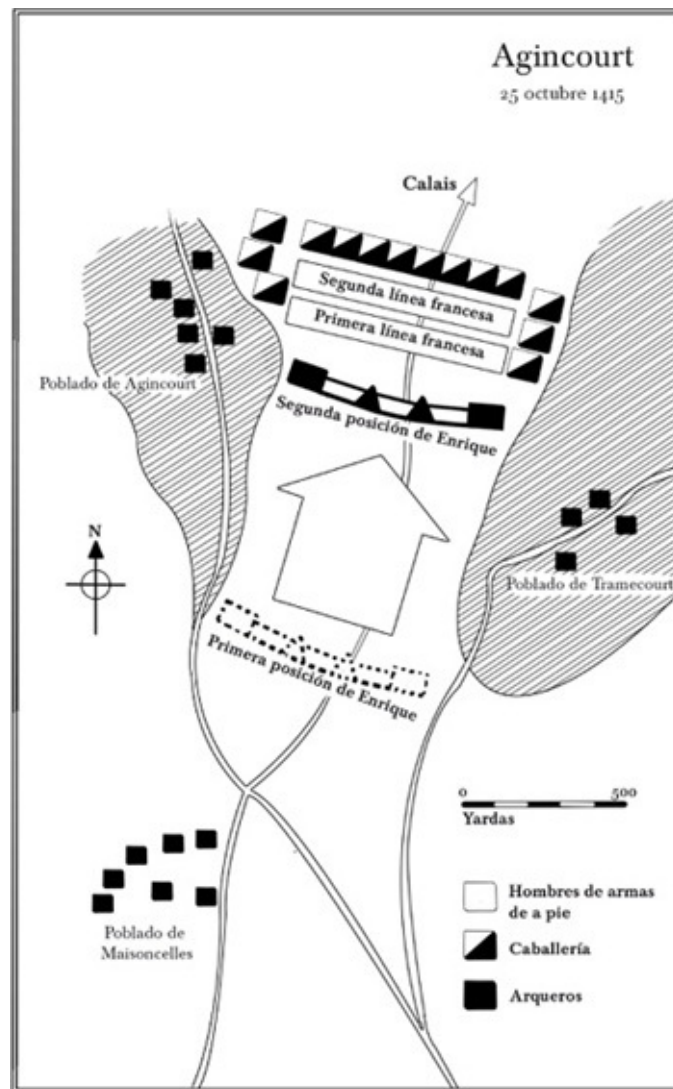 Agincourt
25 octubre 1415
Calais
Segunda línea francesa
Primera línea francesa
Poblado de Agincourt
Segunda posición de Enrique
N
Poblado de Tramecourt
Primera posición de Enrique
0 500
Yardas
Hombres de armas
de a pie
Caballería
Arqueros
Poblado de
Maisoncelles